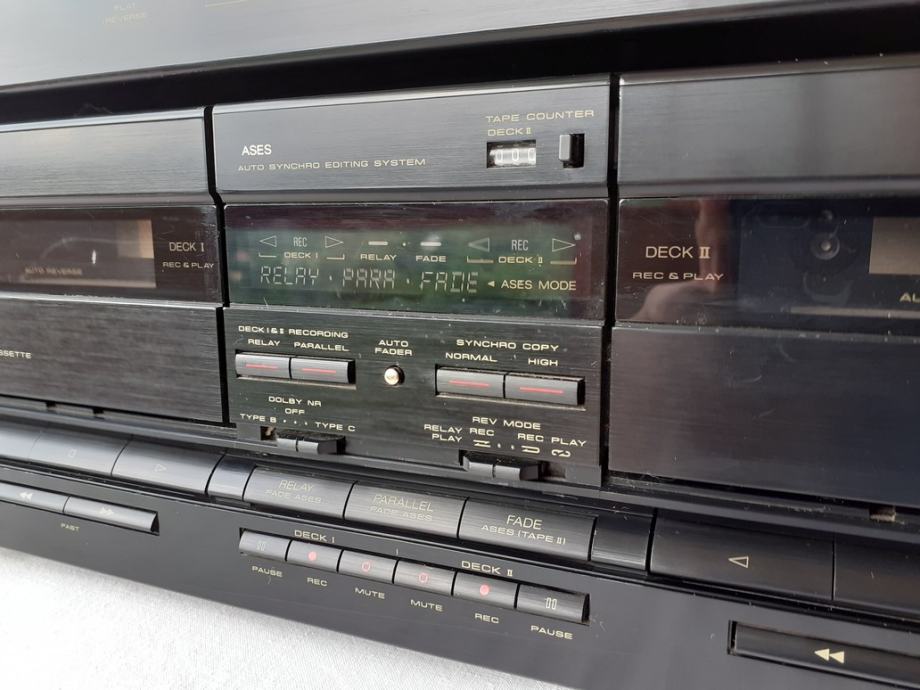 FLAT
REVERSE
ASES
AUTO SYNCHRO EDITING SYSTEM
TAPE COUNTER
DECK II
DECK I
REC & PLAY
AUTO REVERSE
REC
DECK I
RELAY
FADE
REC
DECK II
RELAY · PARA · FADE
ASES MODE
DECK II
REC & PLAY
SSETTE
DECK I & II RECORDING
RELAY PARALLEL
AUTO
FADER
SYNCHRO COPY
NORMAL HIGH
DOLBY NR
OFF
TYPE B TYPE C
REV MODE
RELAY REC REC PLAY
PLAY
RELAY
FADE ASES
PARALLEL
FADE ASES
FADE
ASES (TAPE II)
FAST
DECK I
DECK II
PAUSE REC MUTE MUTE REC PAUSE